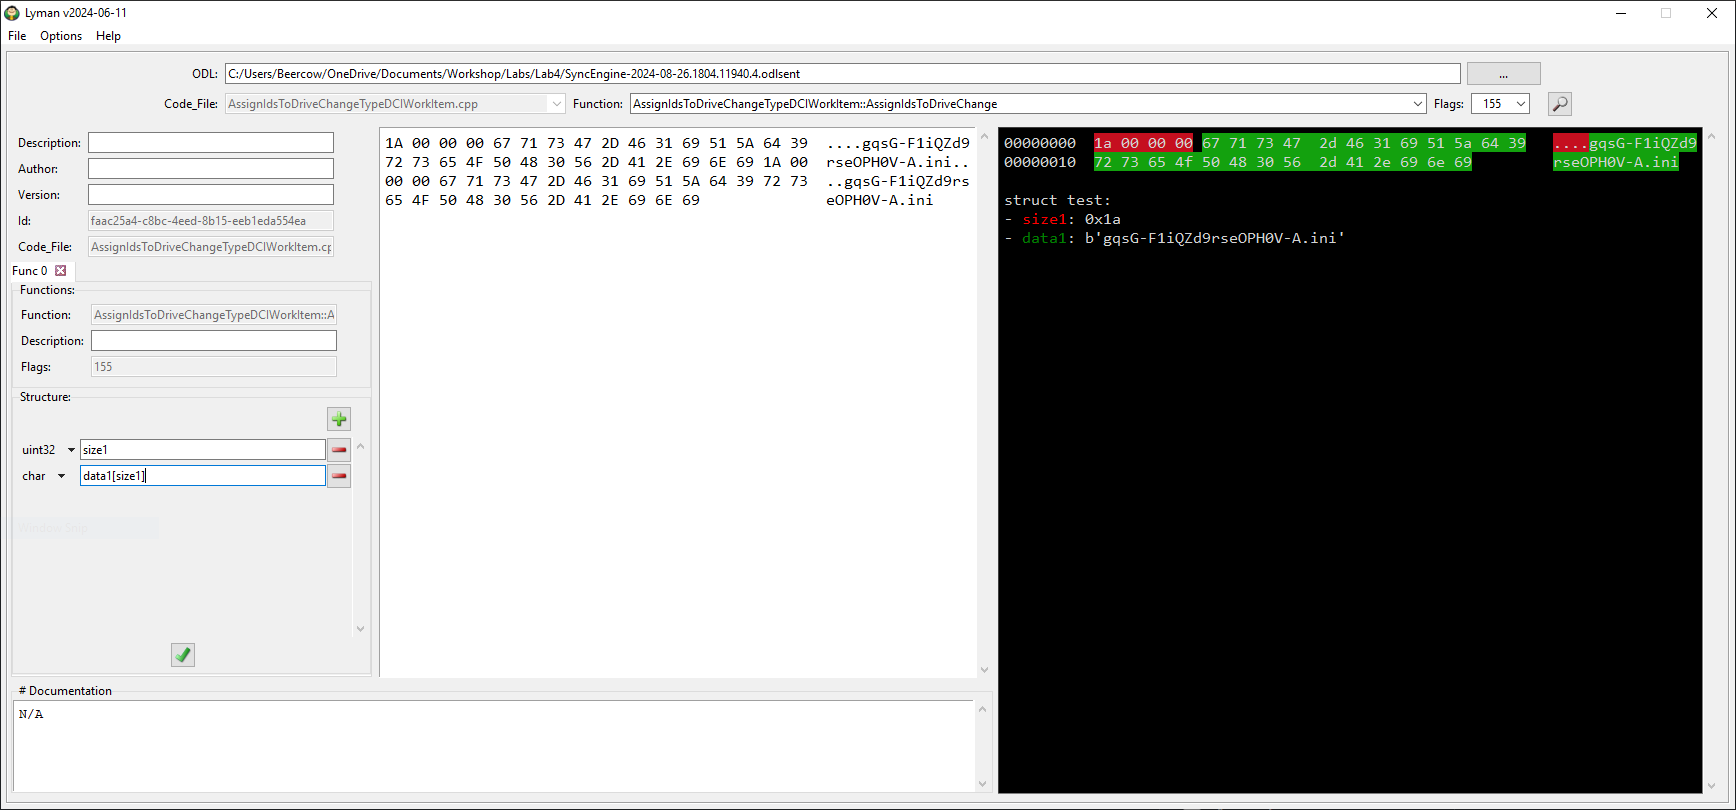 Lyman v2024-06-11
File Options Help
ODL: C:/Users/Beercow/OneDrive/Documents/Workshop/Labs/Lab4/SyncEngine-2024-08-26.1804.11940.4.odlsent ...
Code_File: AssignIdsToDriveChangeTypeDCIWorkItem.cpp Function: AssignIdsToDriveChangeTypeDCIWorkItem::AssignIdsToDriveChange Flags: 155
Description:
Author:
Version:
Id: faac25a4-c8bc-4eed-8b15-eeb1eda554ea
Code_File: AssignIdsToDriveChangeTypeDCIWorkItem.cp
Func 0
Functions:
Function: AssignIdsToDriveChangeTypeDCIWorkItem::A
Description:
Flags: 155
Structure:
uint32 size1
char data1[size1]
1A 00 00 00 67 71 73 47 2D 46 31 69 51 5A 64 39 ....gqsG-F1iQZd9
72 73 65 4F 50 48 30 56 2D 41 2E 69 6E 69 1A 00 rseOPH0V-A.ini..
00 00 67 71 73 47 2D 46 31 69 51 5A 64 39 72 73 ..gqsG-F1iQZd9rs
65 4F 50 48 30 56 2D 41 2E 69 6E 69 eOPH0V-A.ini
00000000 1a 00 00 00 67 71 73 47 2d 46 31 69 51 5a 64 39 ....gqsG-F1iQZd9
00000010 72 73 65 4f 50 48 30 56 2d 41 2e 69 6e 69 rseOPH0V-A.ini
struct test:
- size1: 0x1a
- data1: b'gqsG-F1iQZd9rseOPH0V-A.ini'
# Documentation
N/A